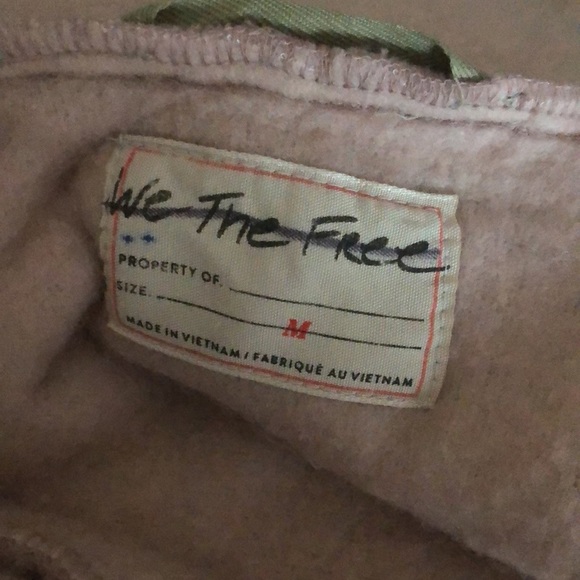 We The Free
PROPERTY OF.
SIZE. M
MADE IN VIETNAM / FABRIQUÉ AU VIETNAM